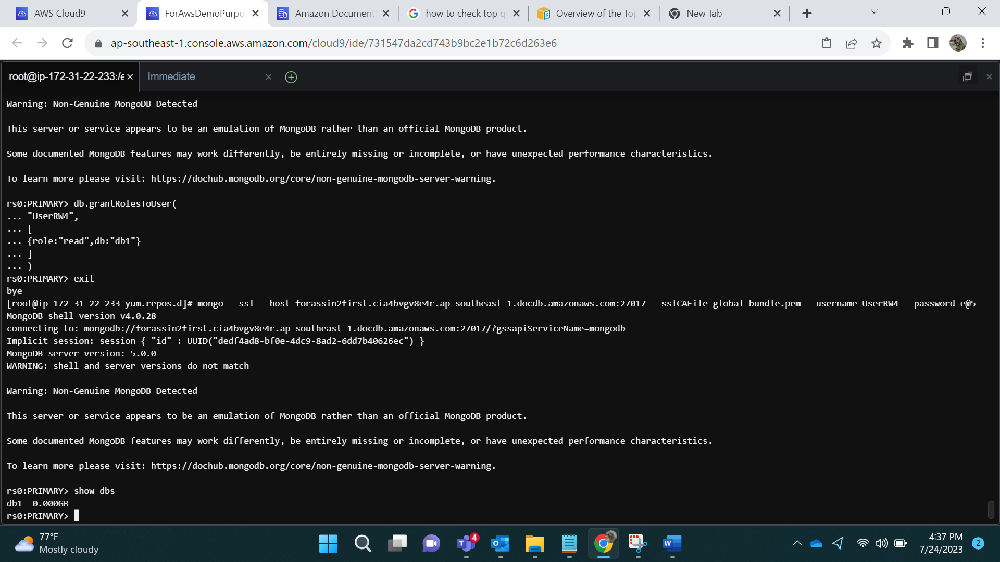 AWS Cloud9
ForAwsDemoPurpo
Amazon Document
how to check top q
Overview of the Top
New Tab
ap-southeast-1.console.aws.amazon.com/cloud9/ide/731547da2cd743b9bc2e1b72c6d263e6
root@ip-172-31-22-233:/e
Immediate
Warning: Non-Genuine MongoDB Detected
This server or service appears to be an emulation of MongoDB rather than an official MongoDB product.
Some documented MongoDB features may work differently, be entirely missing or incomplete, or have unexpected performance characteristics.
To learn more please visit: https://dochub.mongodb.org/core/non-genuine-mongodb-server-warning.
rs0:PRIMARY> db.grantRolesToUser(
... "UserRW4",
... [
... {role:"read",db:"db1"}
... ]
... )
rs0:PRIMARY> exit
bye
[root@ip-172-31-22-233 yum.repos.d]# mongo --ssl --host forassin2first.cia4bvgv8e4r.ap-southeast-1.docdb.amazonaws.com:27017 --sslCAFile global-bundle.pem --username UserRW4 --password e@5
MongoDB shell version v4.0.28
connecting to: mongodb://forassin2first.cia4bvgv8e4r.ap-southeast-1.docdb.amazonaws.com:27017/?gssapiServiceName=mongodb
Implicit session: session { "id" : UUID("dedf4ad8-bf0e-4dc9-8ad2-6dd7b40626ec") }
MongoDB server version: 5.0.0
WARNING: shell and server versions do not match
Warning: Non-Genuine MongoDB Detected
This server or service appears to be an emulation of MongoDB rather than an official MongoDB product.
Some documented MongoDB features may work differently, be entirely missing or incomplete, or have unexpected performance characteristics.
To learn more please visit: https://dochub.mongodb.org/core/non-genuine-mongodb-server-warning.
rs0:PRIMARY> show dbs
db1  0.000GB
rs0:PRIMARY>
77°F
Mostly cloudy
4
4:37 PM
7/24/2023
2